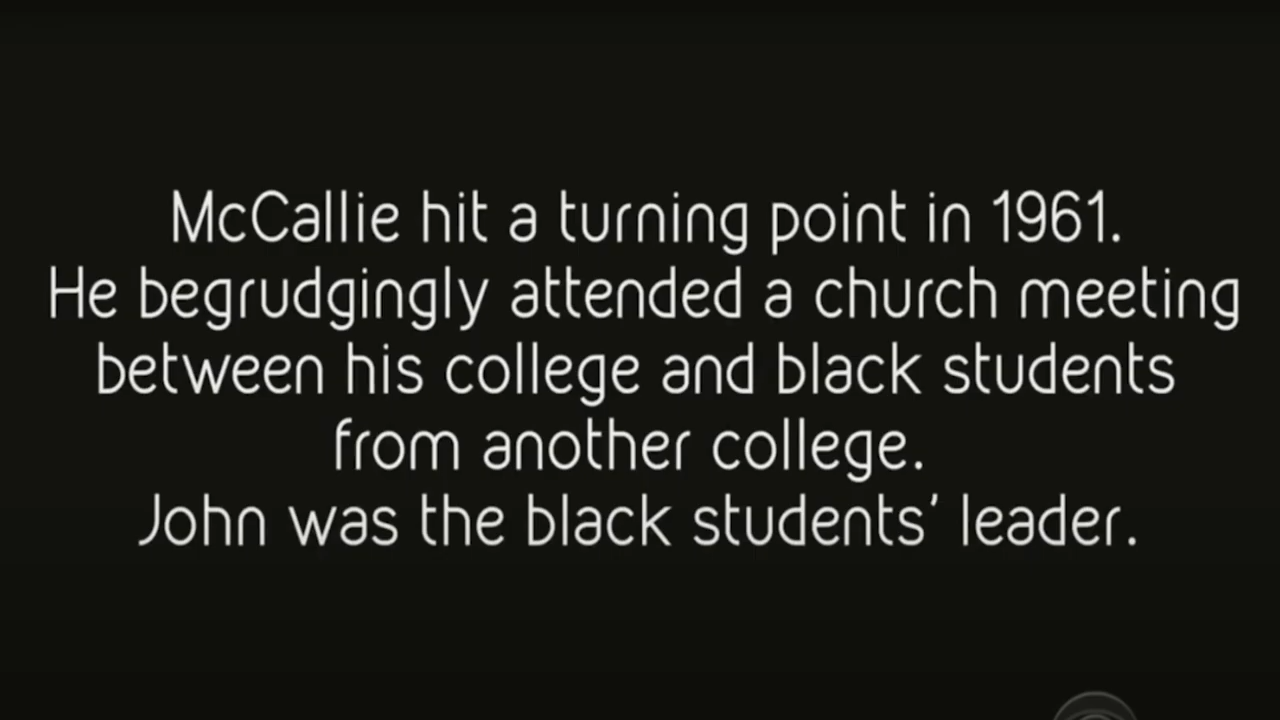 McCallie hit a turning point in 1961.
He begrudgingly attended a church meeting
between his college and black students
from another college.
John was the black students' leader.